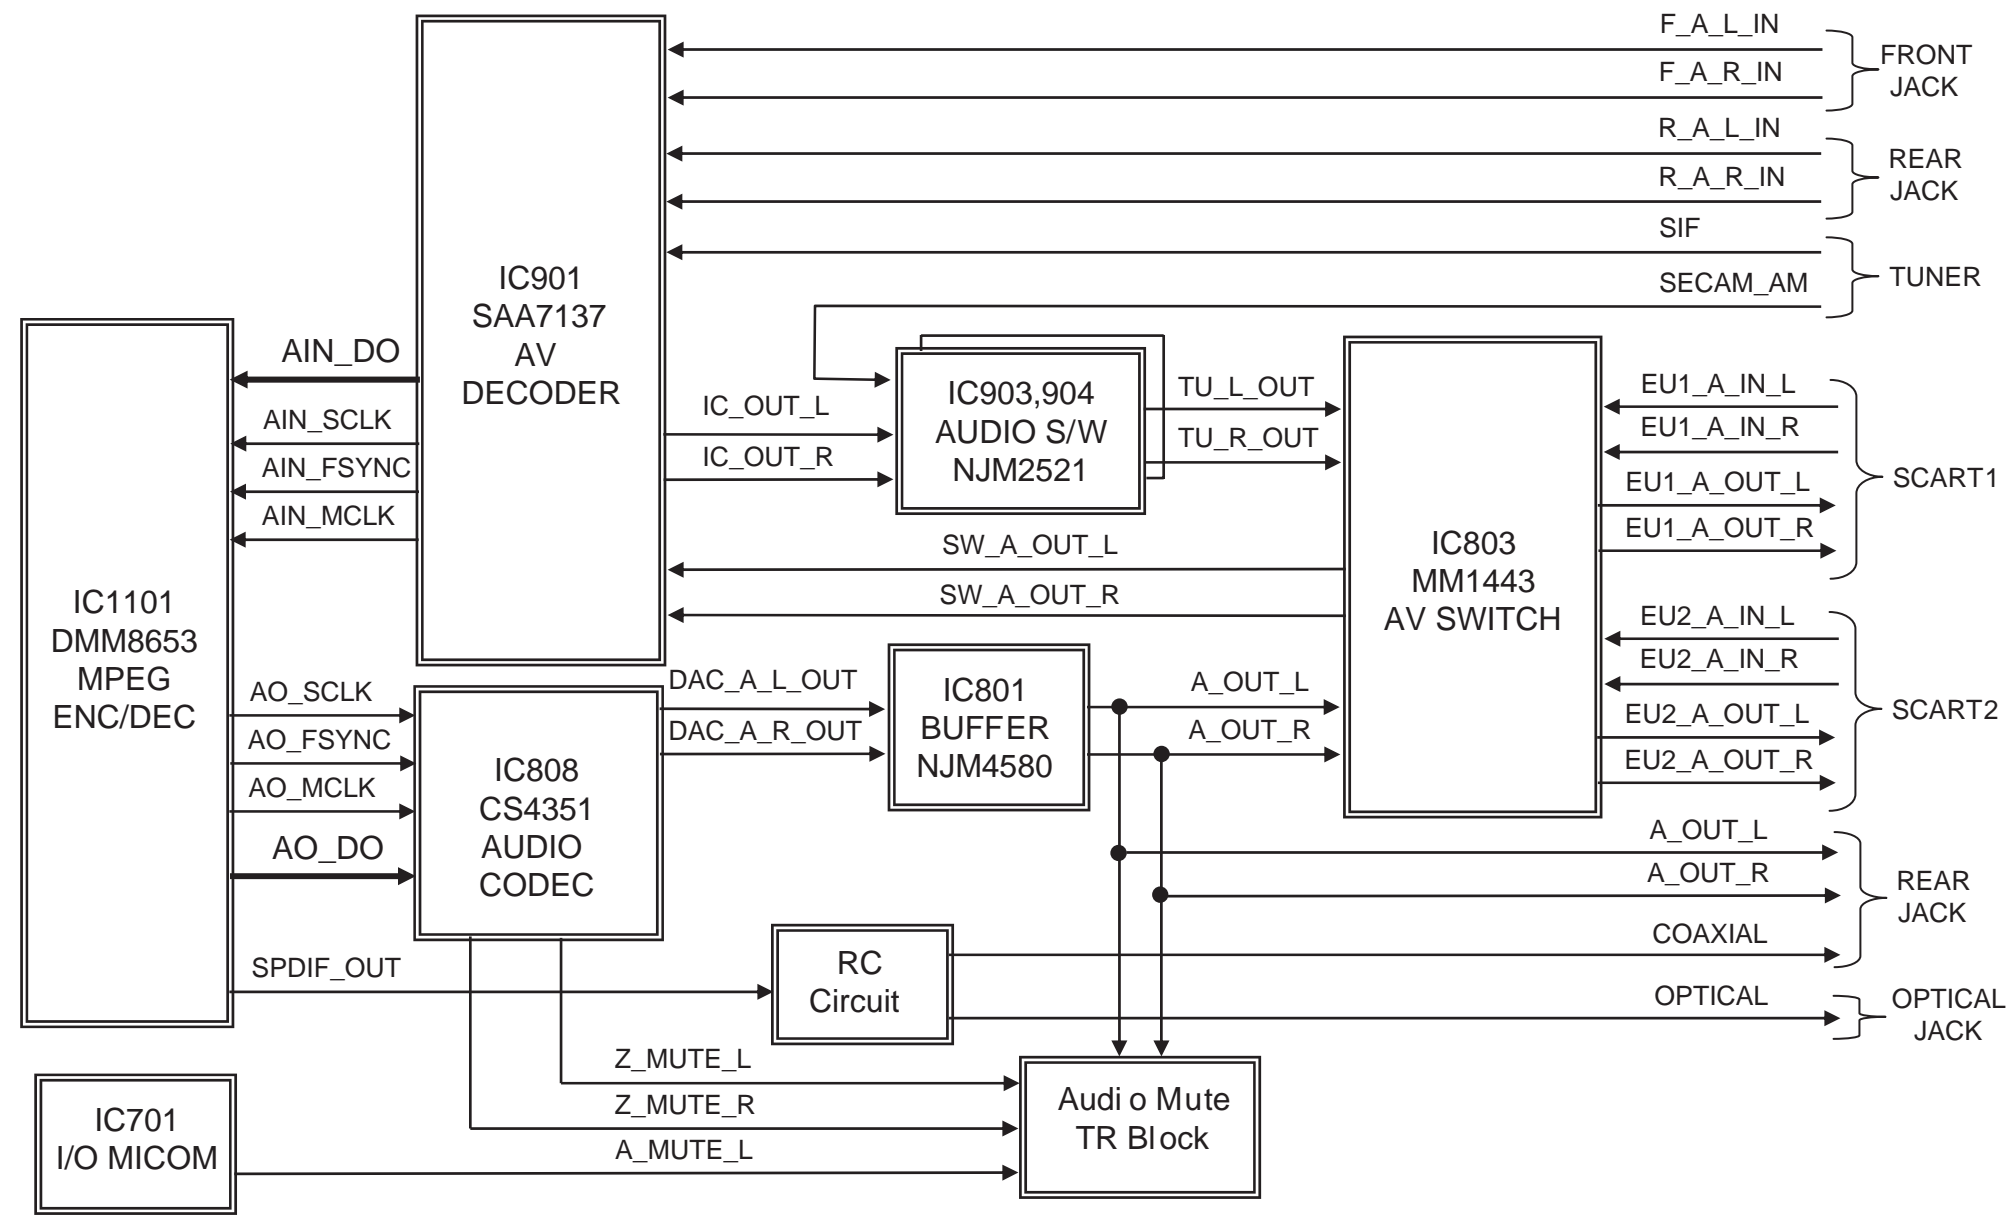 F_A_L_IN
F_A_R_IN
FRONT
JACK
R_A_L_IN
R_A_R_IN
REAR
JACK
SIF
SECAM_AM
TUNER
IC901
SAA7137
AV
DECODER
AIN_DO
AIN_SCLK
AIN_FSYNC
AIN_MCLK
IC_OUT_L
IC_OUT_R
IC903,904
AUDIO S/W
NJM2521
TU_L_OUT
TU_R_OUT
SW_A_OUT_L
SW_A_OUT_R
IC803
MM1443
AV SWITCH
EU1_A_IN_L
EU1_A_IN_R
EU1_A_OUT_L
EU1_A_OUT_R
SCART1
EU2_A_IN_L
EU2_A_IN_R
EU2_A_OUT_L
EU2_A_OUT_R
SCART2
IC1101
DMM8653
MPEG
ENC/DEC
AO_SCLK
AO_FSYNC
AO_MCLK
AO_DO
IC808
CS4351
AUDIO
CODEC
DAC_A_L_OUT
DAC_A_R_OUT
IC801
BUFFER
NJM4580
A_OUT_L
A_OUT_R
A_OUT_L
A_OUT_R
COAXIAL
REAR
JACK
SPDIF_OUT
RC
Circuit
OPTICAL
OPTICAL
JACK
Z_MUTE_L
Z_MUTE_R
A_MUTE_L
Audio Mute
TR Block
IC701
I/O MICOM